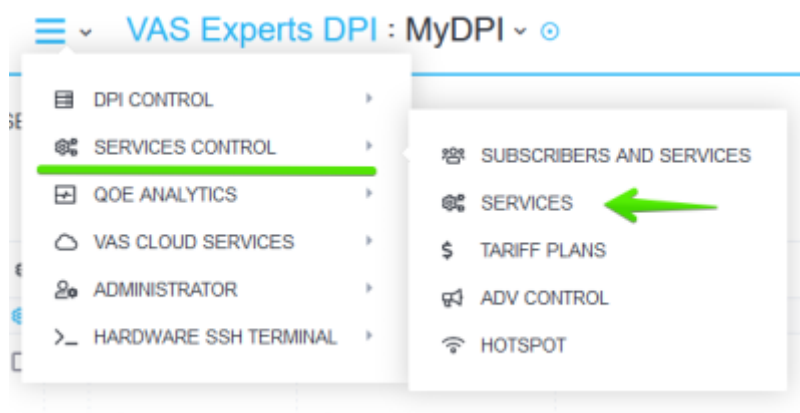 VAS Experts DPI : MyDPI
DPI CONTROL
SERVICES CONTROL
QOE ANALYTICS
VAS CLOUD SERVICES
ADMINISTRATOR
HARDWARE SSH TERMINAL
SUBSCRIBERS AND SERVICES
SERVICES
TARIFF PLANS
ADV CONTROL
HOTSPOT